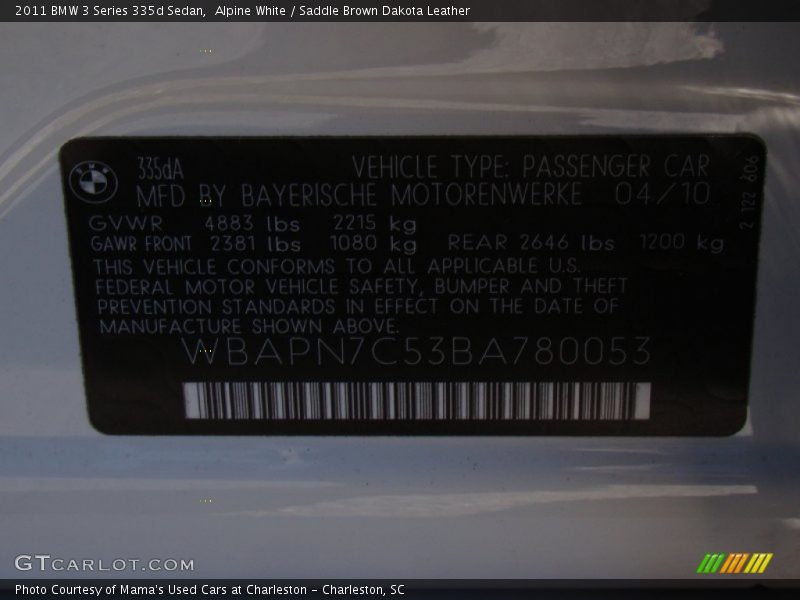 2011 BMW 3 Series 335d Sedan,  Alpine White / Saddle Brown Dakota Leather
335dA VEHICLE TYPE: PASSENGER CAR
MFD BY BAYERISCHE MOTORENWERKE 04/10
GVWR 4883 lbs 2215 kg
GAWR FRONT 2381 lbs 1080 kg REAR 2646 lbs 1200 kg
THIS VEHICLE CONFORMS TO ALL APPLICABLE U.S.
FEDERAL MOTOR VEHICLE SAFETY, BUMPER AND THEFT
PREVENTION STANDARDS IN EFFECT ON THE DATE OF
MANUFACTURE SHOWN ABOVE.
WBAPN7C53BA780053
2 122 606
GTCARLOT.COM
Photo Courtesy of Mama's Used Cars at Charleston - Charleston, SC